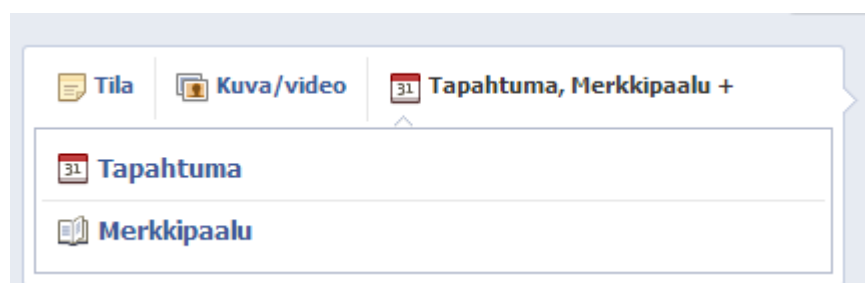 Tila Kuva/video 31 Tapahtuma, Merkkipaalu +
31 Tapahtuma
Merkkipaalu